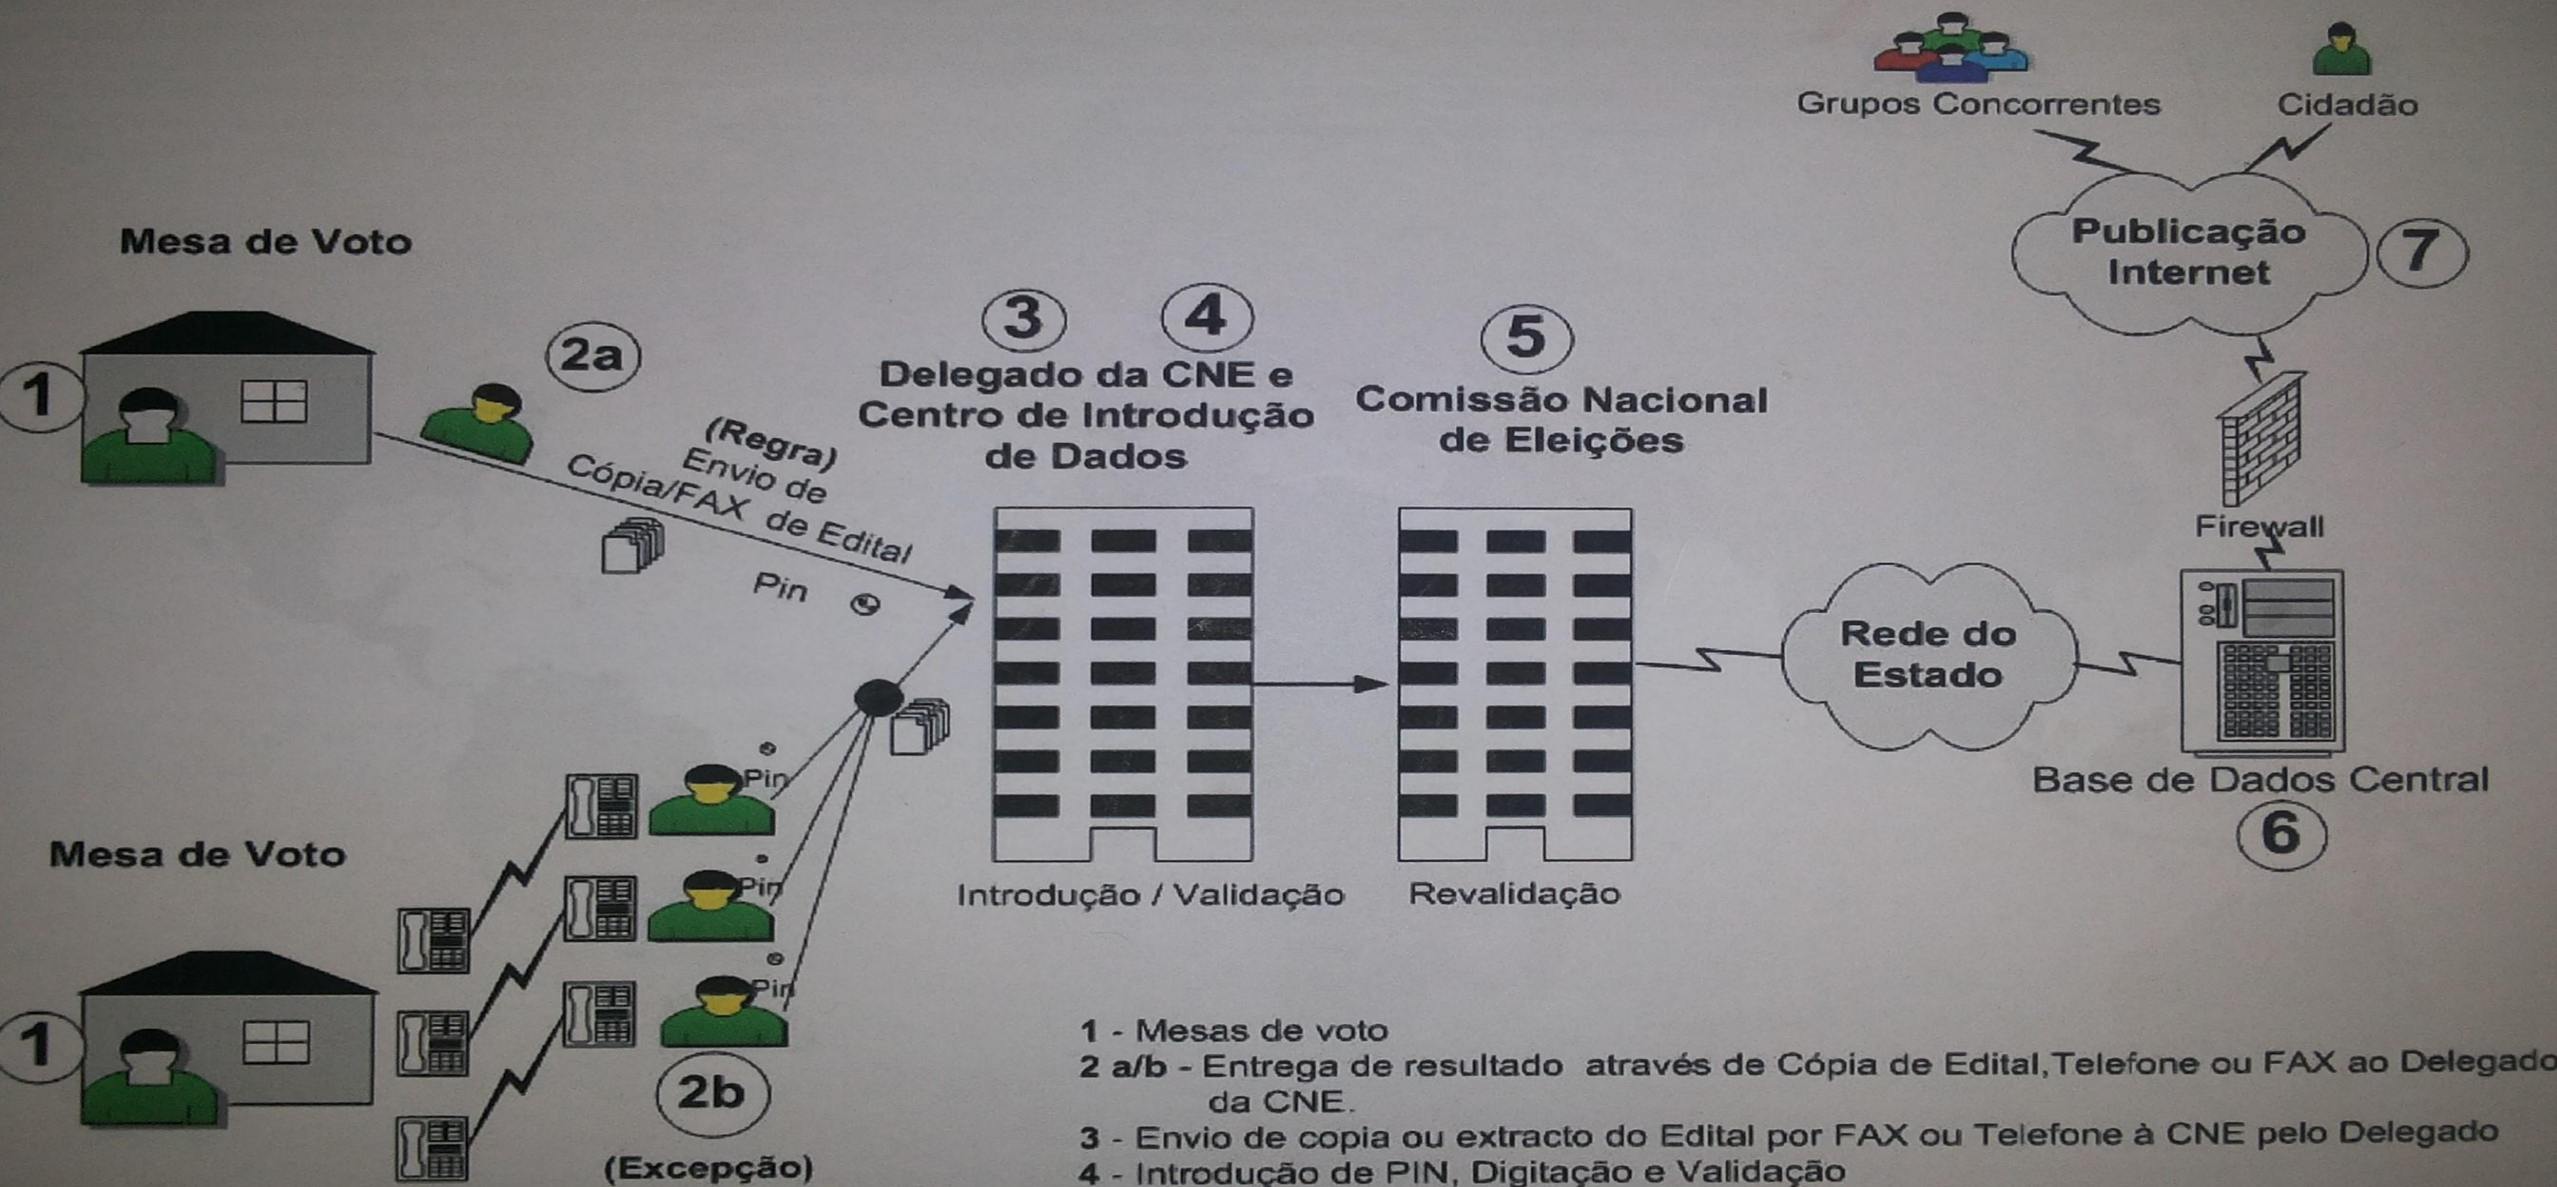 Grupos Concorrentes
Cidadão
Publicação
Internet
7
Mesa de Voto
1
2a
(Regra)
Envio de
Cópia/FAX de Edital
Pin
3
4
Delegado da CNE e
Centro de Introdução
de Dados
5
Comissão Nacional
de Eleições
Firewall
Rede do
Estado
Base de Dados Central
6
Introdução / Validação
Revalidação
Mesa de Voto
1
Pin
Pin
Pin
2b
(Excepção)
1 - Mesas de voto
2 a/b - Entrega de resultado através de Cópia de Edital,Telefone ou FAX ao Delegado
da CNE.
3 - Envio de copia ou extracto do Edital por FAX ou Telefone à CNE pelo Delegado
4 - Introdução de PIN, Digitação e Validação